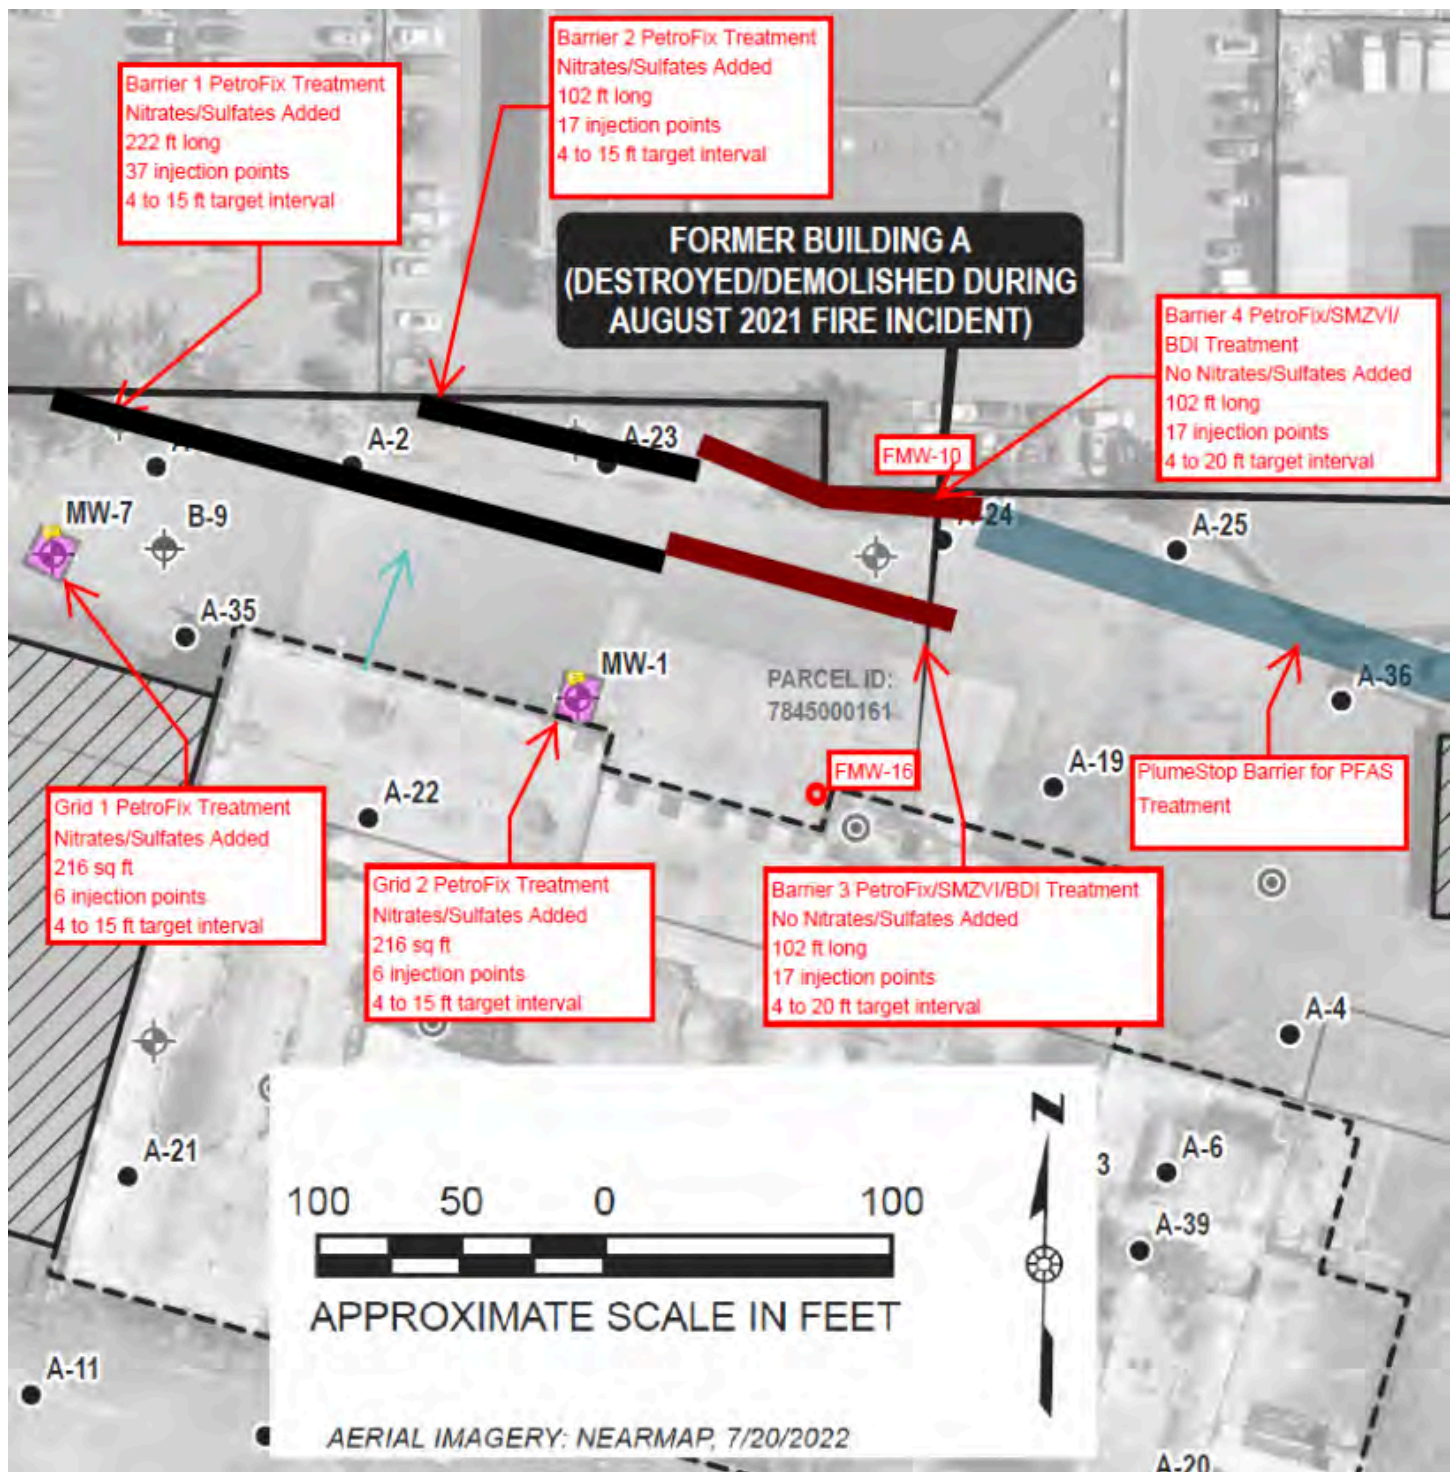 Barrier 2 PetroFix Treatment
Nitrates/Sulfates Added
102 ft long
17 injection points
4 to 15 ft target interval
Barrier 1 PetroFix Treatment
Nitrates/Sulfates Added
222 ft long
37 injection points
4 to 15 ft target interval
FORMER BUILDING A
(DESTROYED/DEMOLISHED DURING
AUGUST 2021 FIRE INCIDENT)
Barrier 4 PetroFix/SMZVI/
BDI Treatment
No Nitrates/Sulfates Added
102 ft long
17 injection points
4 to 20 ft target interval
A-2
A-23
FMW-10
MW-7
B-9
A-24
A-25
A-35
MW-1
PARCEL ID:
7845000161
A-36
FMW-16
A-19
PlumeStop Barrier for PFAS
Treatment
A-22
Grid 1 PetroFix Treatment
Nitrates/Sulfates Added
216 sq ft
6 injection points
4 to 15 ft target interval
Grid 2 PetroFix Treatment
Nitrates/Sulfates Added
216 sq ft
6 injection points
4 to 15 ft target interval
Barrier 3 PetroFix/SMZVI/BDI Treatment
No Nitrates/Sulfates Added
102 ft long
17 injection points
4 to 20 ft target interval
A-4
A-21
N
3
A-6
A-39
100 50 0 100
APPROXIMATE SCALE IN FEET
A-11
AERIAL IMAGERY: NEARMAP, 7/20/2022
A-20